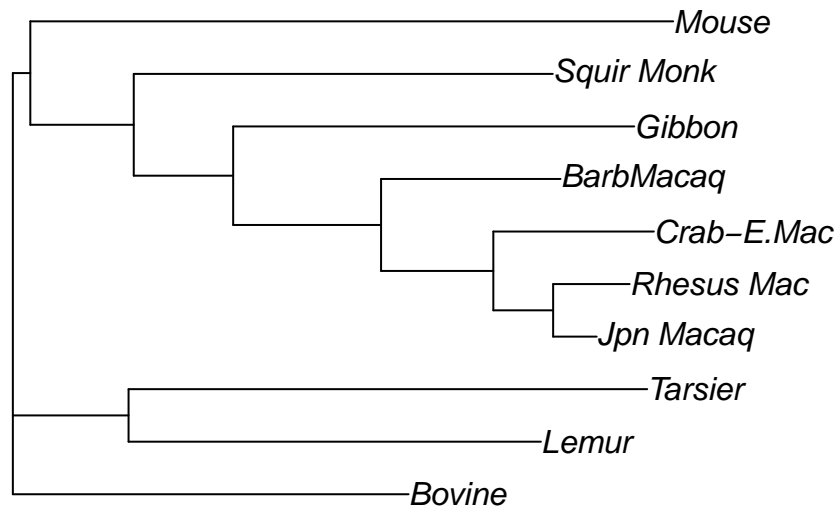 Mouse
Squir Monk
Gibbon
BarbMacaq
Crab−E.Mac
Rhesus Mac
Jpn Macaq
Tarsier
Lemur
Bovine